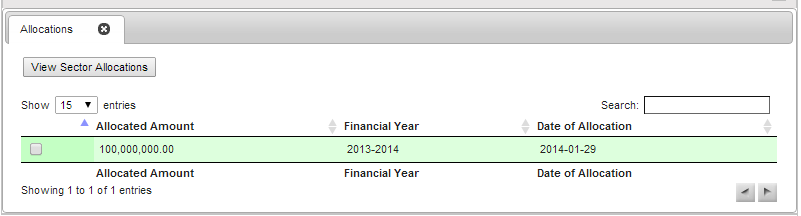 Allocations
View Sector Allocations
Show 15 entries Search:
Allocated Amount Financial Year Date of Allocation
100,000,000.00 2013-2014 2014-01-29
Allocated Amount Financial Year Date of Allocation
Showing 1 to 1 of 1 entries